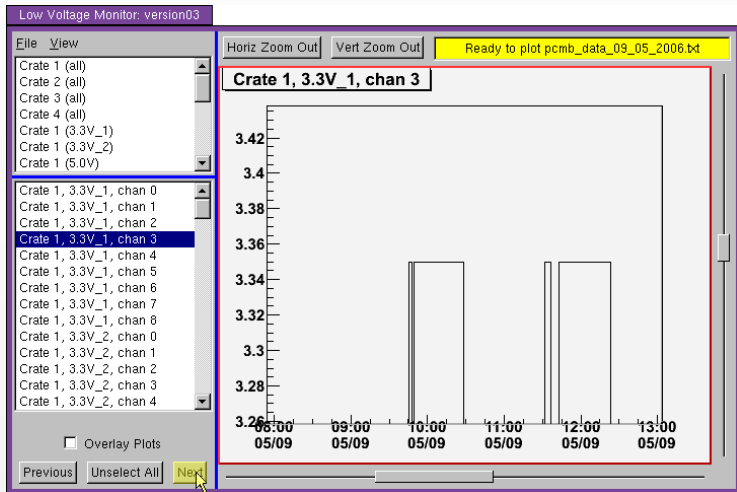 Low Voltage Monitor: version03
File View
Crate 1 (all)
Crate 2 (all)
Crate 3 (all)
Crate 4 (all)
Crate 1 (3.3V_1)
Crate 1 (3.3V_2)
Crate 1 (5.0V)
Crate 1, 3.3V_1, chan 0
Crate 1, 3.3V_1, chan 1
Crate 1, 3.3V_1, chan 2
Crate 1, 3.3V_1, chan 3
Crate 1, 3.3V_1, chan 4
Crate 1, 3.3V_1, chan 5
Crate 1, 3.3V_1, chan 6
Crate 1, 3.3V_1, chan 7
Crate 1, 3.3V_1, chan 8
Crate 1, 3.3V_2, chan 0
Crate 1, 3.3V_2, chan 1
Crate 1, 3.3V_2, chan 2
Crate 1, 3.3V_2, chan 3
Crate 1, 3.3V_2, chan 4
Overlay Plots
Previous Unselect All Next
Horiz Zoom Out Vert Zoom Out Ready to plot pcmb_data_09_05_2006.txt
Crate 1, 3.3V_1, chan 3
3.42
3.4
3.38
3.36
3.34
3.32
3.3
3.28
3.26
08:00 09:00 10:00 11:00 12:00 13:00
05/09 05/09 05/09 05/09 05/09 05/09